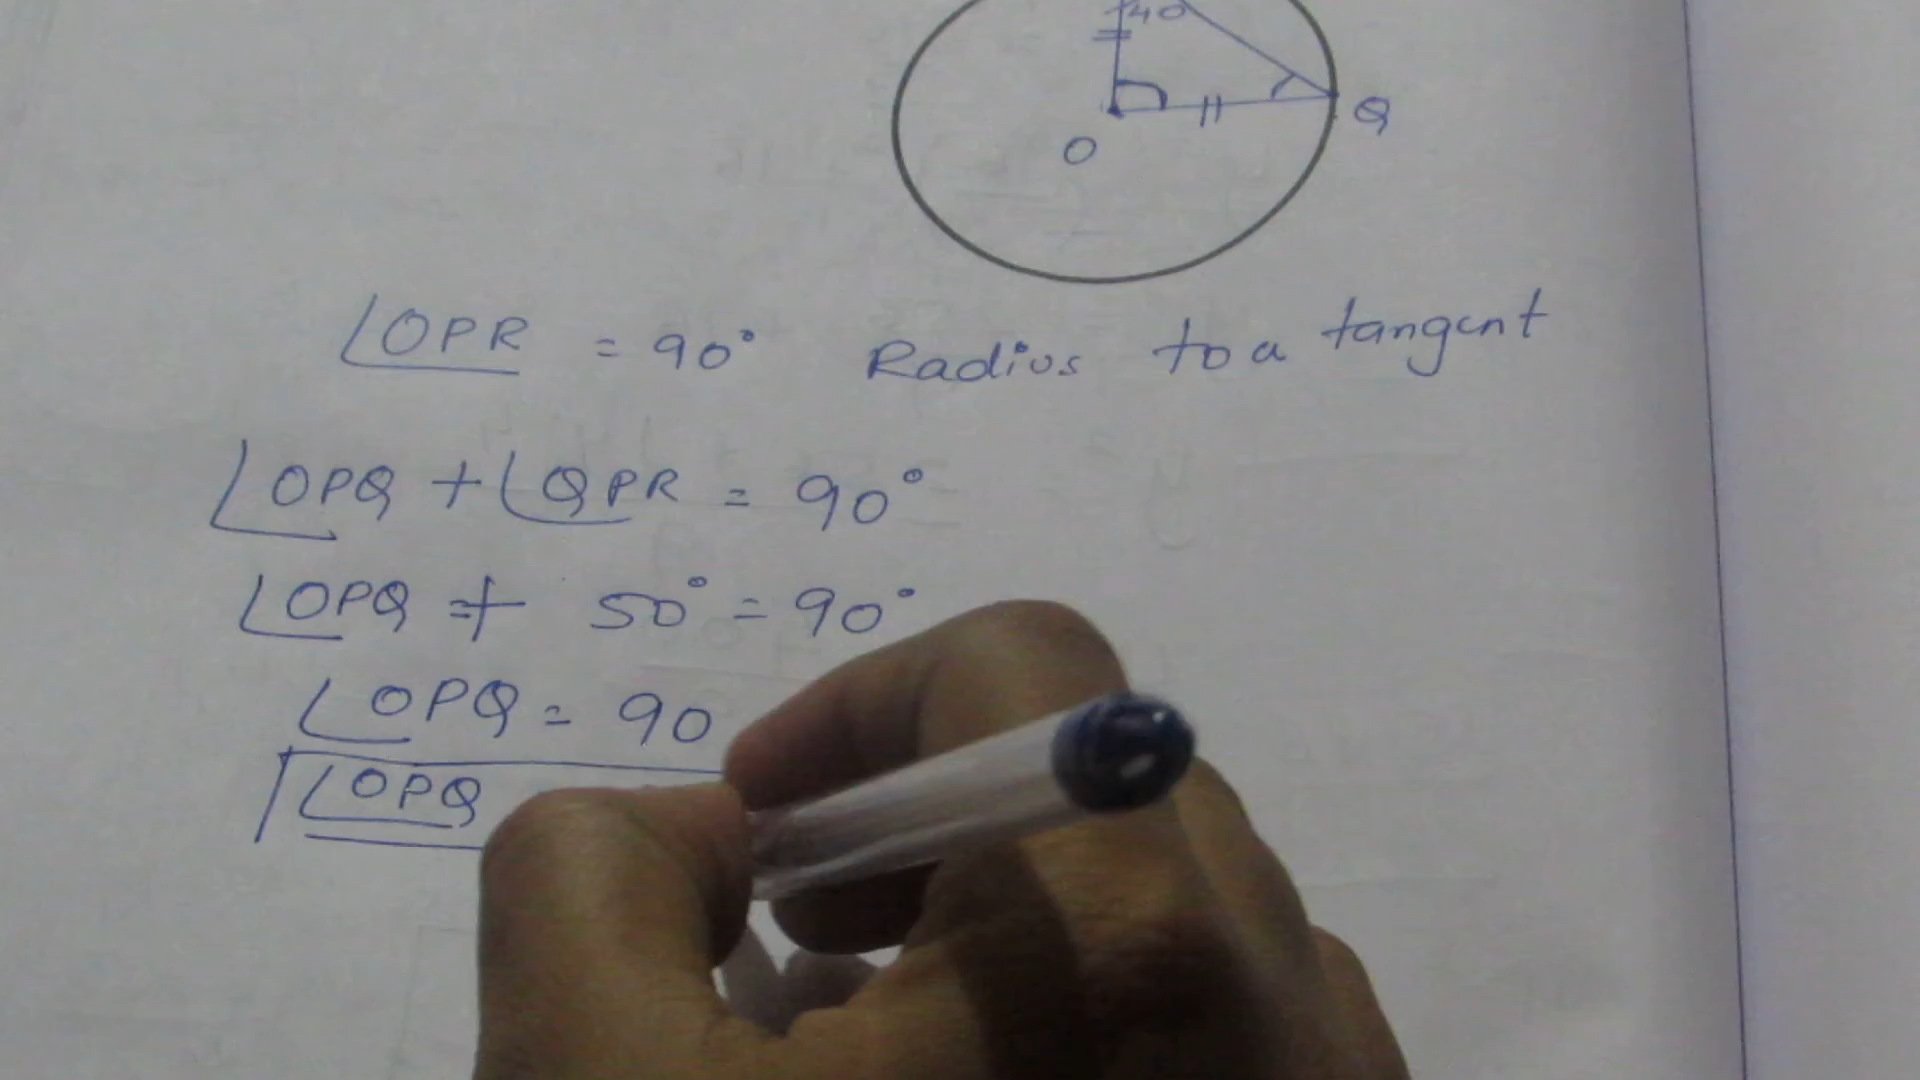 40
Q
O
∠OPR = 90° Radius to a tangent
∠OPQ + ∠QPR = 90°
∠OPQ + 50° = 90°
∠OPQ = 90
∠OPQ